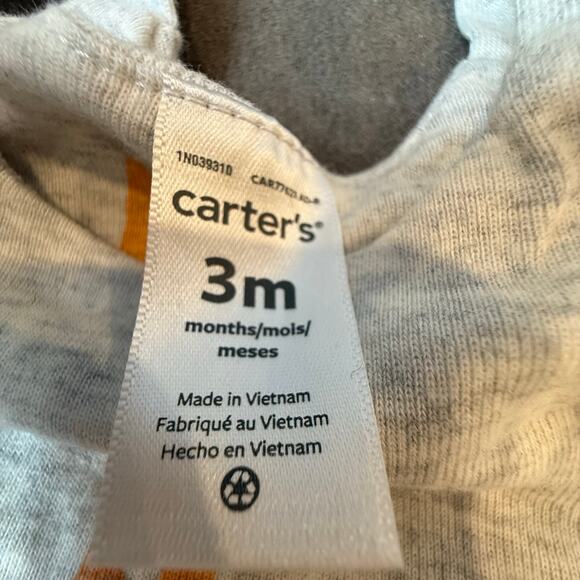 1N039310
carter's®
3m
months/mois/
meses
Made in Vietnam
Fabriqué au Vietnam
Hecho en Vietnam